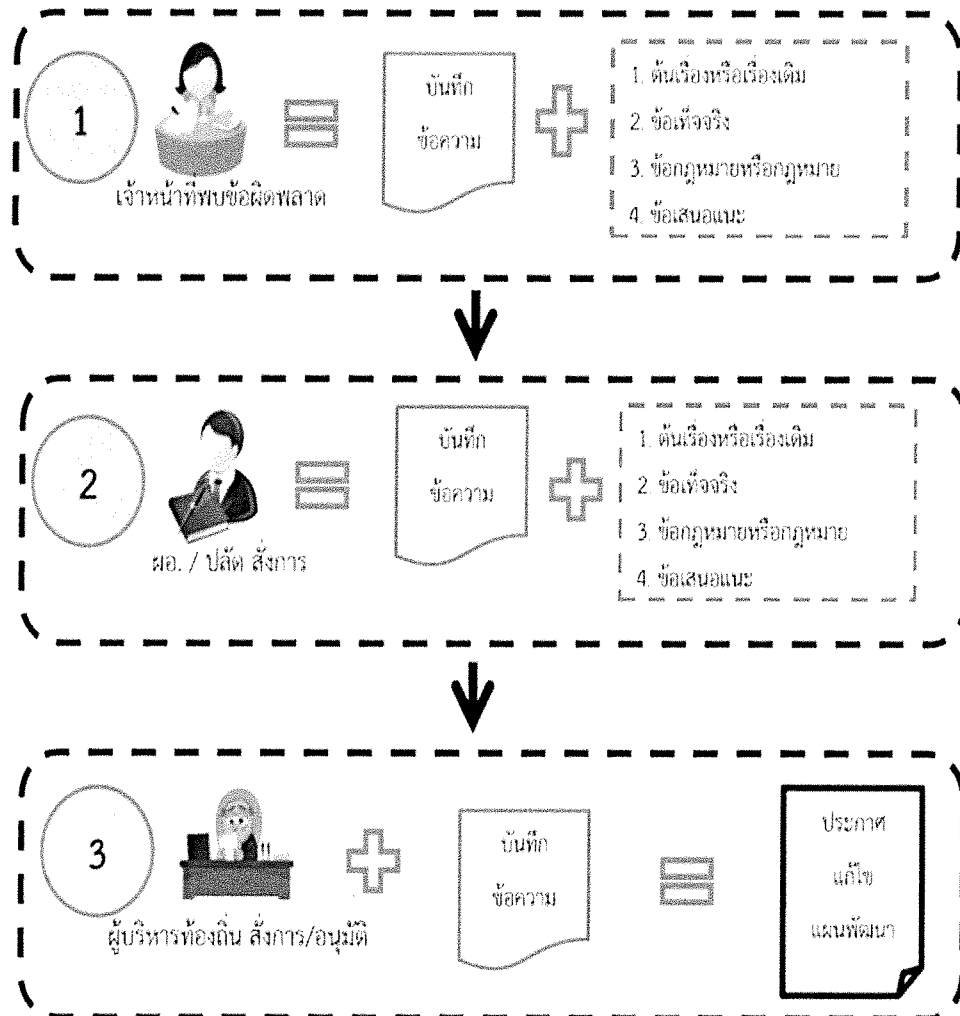 1
เจ้าหน้าที่พบข้อผิดพลาด
บันทึก
ข้อความ
1. ต้นเรื่องหรือเรื่องเดิม
2. ข้อเท็จจริง
3. ข้อกฎหมายหรือกฎหมาย
4. ข้อเสนอแนะ
2
ผอ. / ปลัด สั่งการ
บันทึก
ข้อความ
1. ต้นเรื่องหรือเรื่องเดิม
2. ข้อเท็จจริง
3. ข้อกฎหมายหรือกฎหมาย
4. ข้อเสนอแนะ
3
ผู้บริหารท้องถิ่น สั่งการ/อนุมัติ
บันทึก
ข้อความ
ประกาศ
แก้ไข
แผนพัฒนา